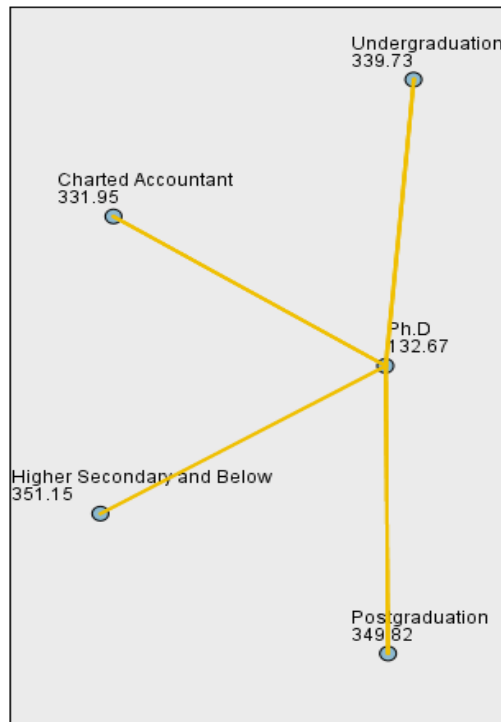 Undergraduation
339.73
Charted Accountant
331.95
Ph.D
132.67
Higher Secondary and Below
351.15
Postgraduation
349.82